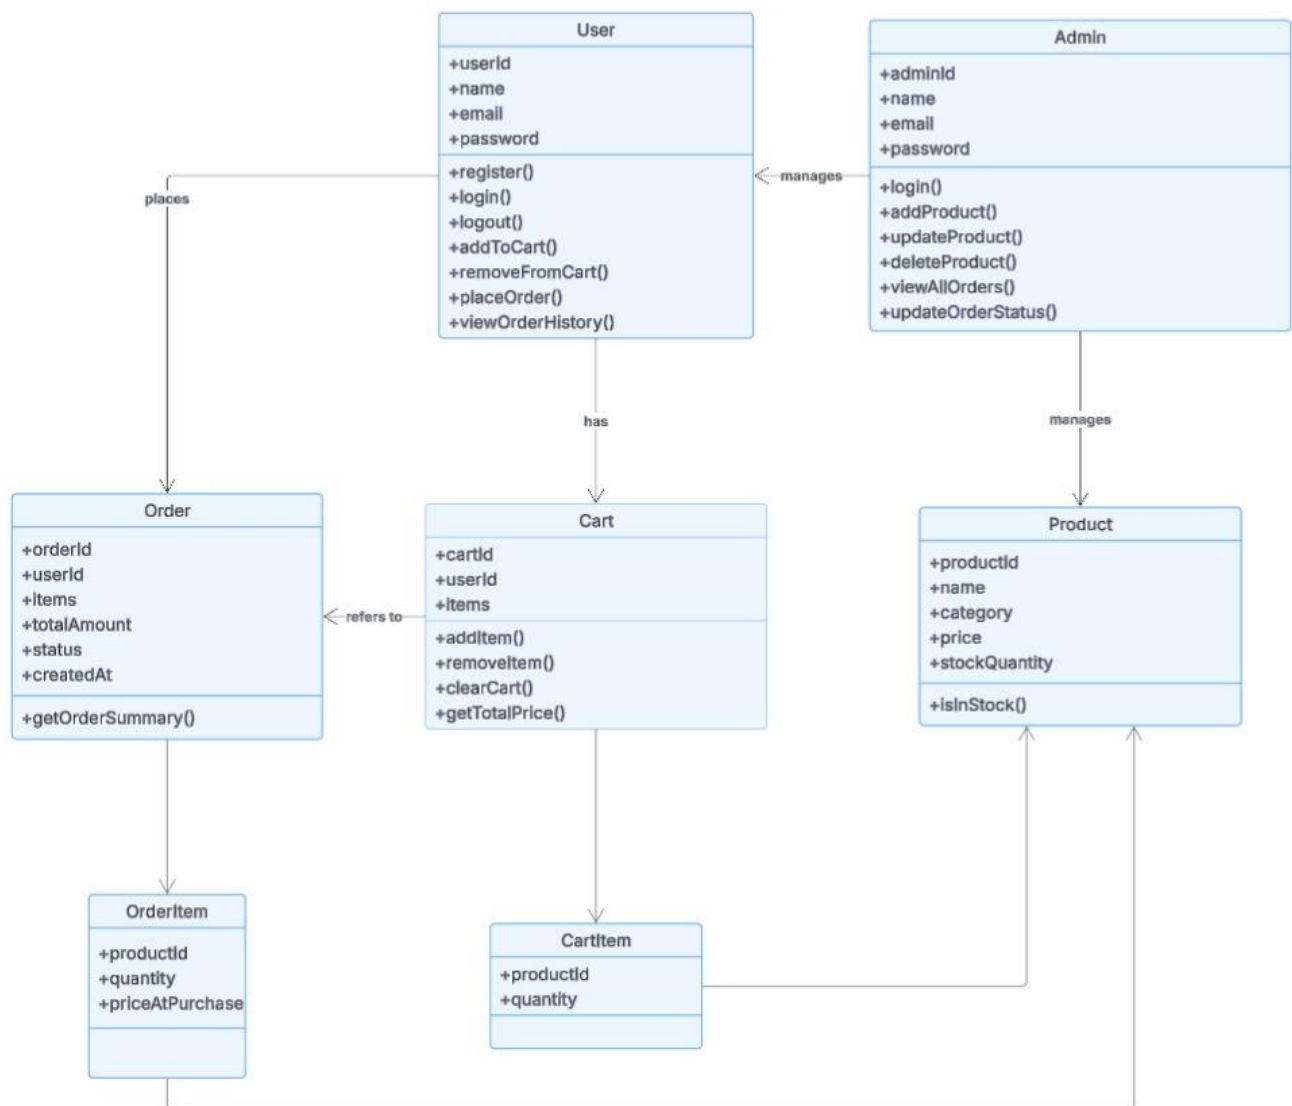 User
+userId
+name
+email
+password
+register()
+login()
+logout()
+addToCart()
+removeFromCart()
+placeOrder()
+viewOrderHistory()
Admin
+adminId
+name
+email
+password
+login()
+addProduct()
+updateProduct()
+deleteProduct()
+viewAllOrders()
+updateOrderStatus()
manages
places
has
manages
Order
+orderId
+userId
+items
+totalAmount
+status
+createdAt
+getOrderSummary()
refers to
Cart
+cartId
+userId
+items
+addItem()
+removeItem()
+clearCart()
+getTotalPrice()
Product
+productId
+name
+category
+price
+stockQuantity
+isInStock()
OrderItem
+productId
+quantity
+priceAtPurchase
CartItem
+productId
+quantity